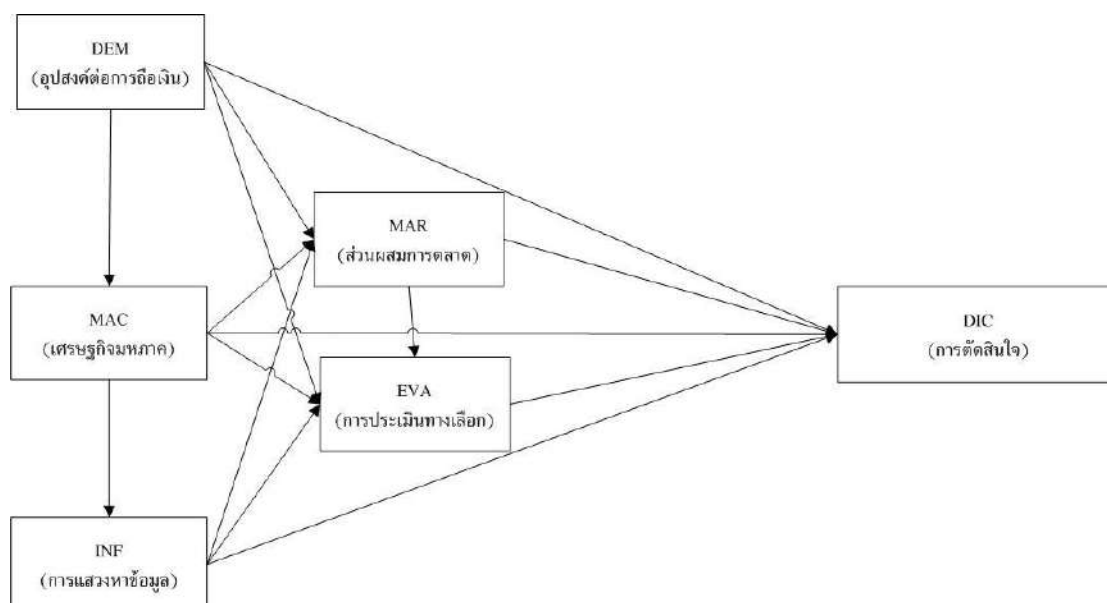 DEM
(อุปสงค์ต่อการถือเงิน)
MAR
(ส่วนผสมการตลาด)
MAC
(เศรษฐกิจมหภาค)
DIC
(การตัดสินใจ)
EVA
(การประเมินทางเลือก)
INF
(การแสวงหาข้อมูล)